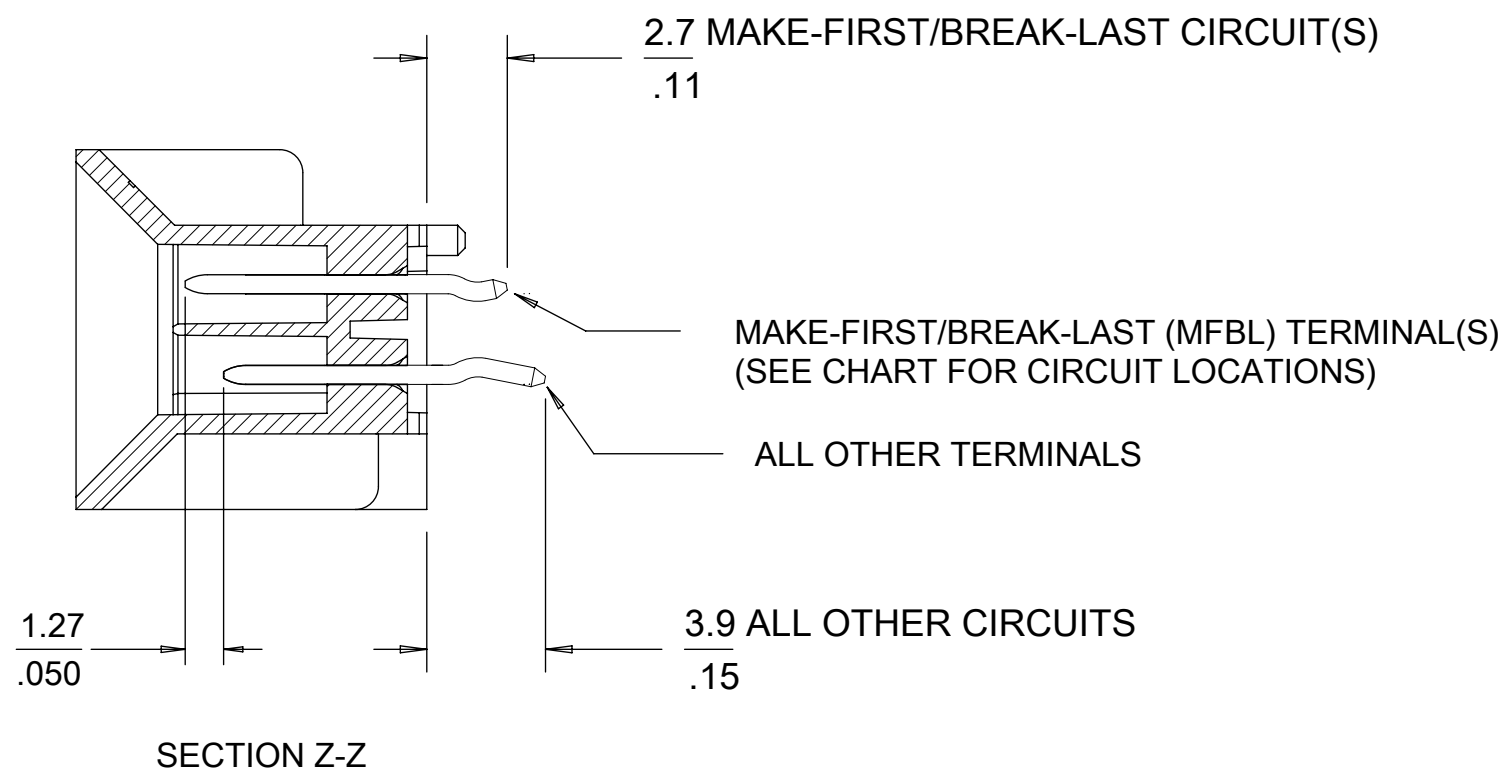 2.7 MAKE-FIRST/BREAK-LAST CIRCUIT(S)
.11
MAKE-FIRST/BREAK-LAST (MFBL) TERMINAL(S)
(SEE CHART FOR CIRCUIT LOCATIONS)
ALL OTHER TERMINALS
1.27
.050
3.9 ALL OTHER CIRCUITS
.15
SECTION Z-Z